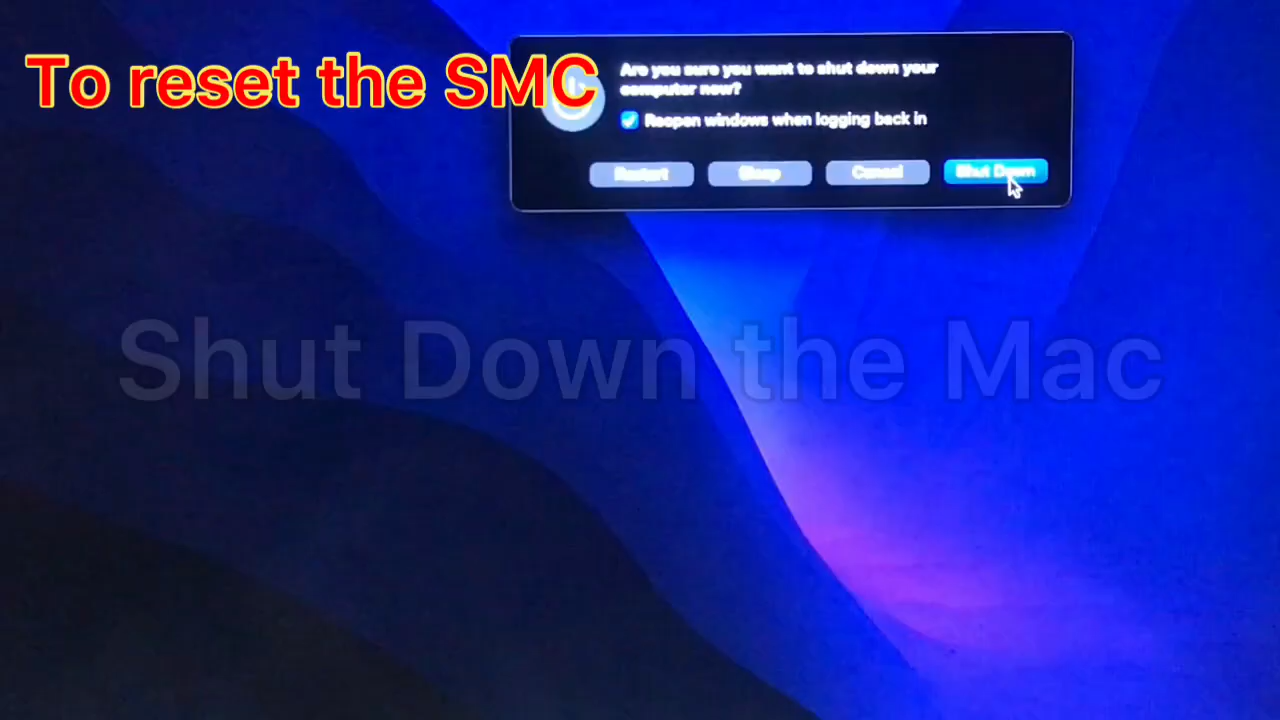 To reset the SMC
Are you sure you want to shut down your
computer now?
Reopen windows when logging back in
Restart Sleep Cancel Shut Down
Shut Down the Mac